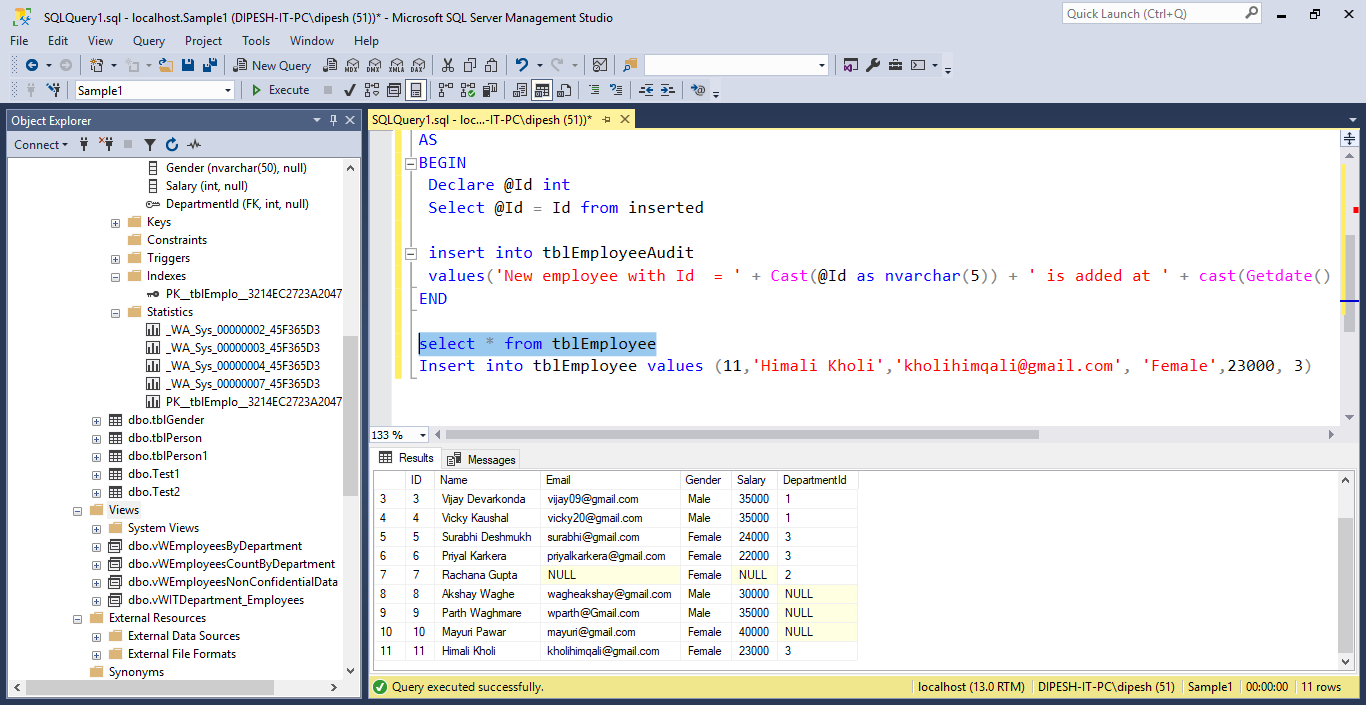 SQLQuery1.sql - localhost.Sample1 (DIPESH-IT-PC\dipesh (51))* - Microsoft SQL Server Management Studio
Quick Launch (Ctrl+Q)
File Edit View Query Project Tools Window Help
New Query MDX DMX XMLA DAX
Sample1 Execute
Object Explorer
Connect
Gender (nvarchar(50), null)
Salary (int, null)
DepartmentId (FK, int, null)
Keys
Constraints
Triggers
Indexes
PK__tblEmplo__3214EC2723A2047
Statistics
_WA_Sys_00000002_45F365D3
_WA_Sys_00000003_45F365D3
_WA_Sys_00000004_45F365D3
_WA_Sys_00000007_45F365D3
PK__tblEmplo__3214EC2723A2047
dbo.tblGender
dbo.tblPerson
dbo.tblPerson1
dbo.Test1
dbo.Test2
Views
System Views
dbo.vWEmployeesByDepartment
dbo.vWEmployeesCountByDepartment
dbo.vWEmployeesNonConfidentialData
dbo.vWITDepartment_Employees
External Resources
External Data Sources
External File Formats
Synonyms
SQLQuery1.sql - loc...-IT-PC\dipesh (51))*
AS
BEGIN
Declare @Id int
Select @Id = Id from inserted
insert into tblEmployeeAudit
values('New employee with Id  = ' + Cast(@Id as nvarchar(5)) + ' is added at ' + cast(Getdate()
END
select * from tblEmployee
Insert into tblEmployee values (11,'Himali Kholi','kholihimqali@gmail.com', 'Female',23000, 3)
133 %
Results Messages
ID Name Email Gender Salary DepartmentId
3 3 Vijay Devarkonda vijay09@gmail.com Male 35000 1
4 4 Vicky Kaushal vicky20@gmail.com Male 35000 1
5 5 Surabhi Deshmukh surabhi@gmail.com Female 24000 3
6 6 Priyal Karkera priyalkarkera@gmail.com Female 22000 3
7 7 Rachana Gupta NULL Female NULL 2
8 8 Akshay Waghe wagheakshay@gmail.com Male 30000 NULL
9 9 Parth Waghmare wparth@Gmail.com Male 35000 NULL
10 10 Mayuri Pawar mayuri@gmail.com Female 40000 NULL
11 11 Himali Kholi kholihimqali@gmail.com Female 23000 3
Query executed successfully. localhost (13.0 RTM) DIPESH-IT-PC\dipesh (51) Sample1 00:00:00 11 rows